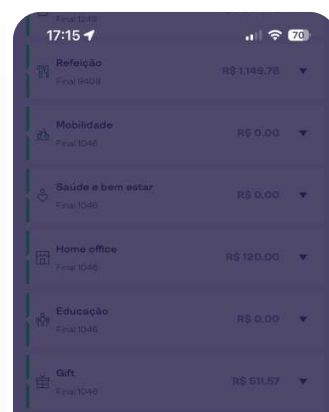 Final 1249
17:15
70
Refeição
R$ 1.149,78
Final 9409
Mobilidade
R$ 0,00
Final 1046
Saúde e bem estar
R$ 0,00
Final 1046
Home office
R$ 120,00
Final 1046
Educação
R$ 0,00
Final 1046
Gift
R$ 511,57
Final 1046